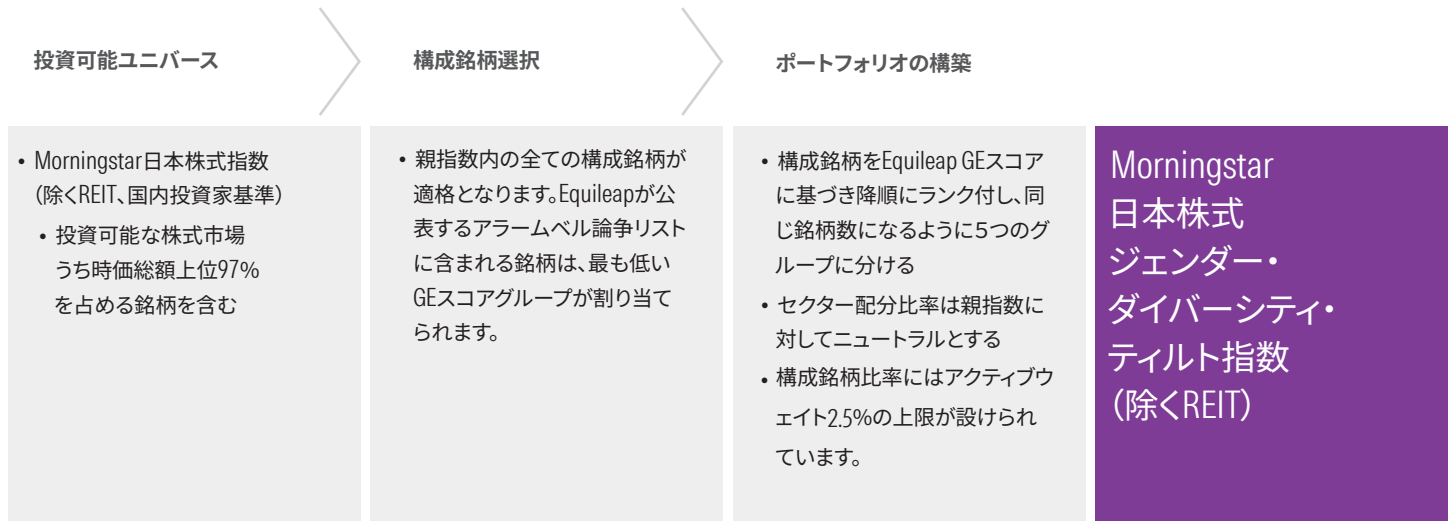 投資可能ユニバース
構成銘柄選択
ポートフォリオの構築
• Morningstar日本株式指数
（除くREIT、国内投資家基準）
• 投資可能な株式市場
うち時価総額上位97%
を占める銘柄を含む
• 親指数内の全ての構成銘柄が
適格となります。Equileapが公
表するアラームベル論争リスト
に含まれる銘柄は、最も低い
GEスコアグループが割り当て
られます。
• 構成銘柄をEquileap GEスコア
に基づき降順にランク付し、同
じ銘柄数になるように５つのグ
ループに分ける
• セクター配分比率は親指数に
対してニュートラルとする
• 構成銘柄比率にはアクティブウ
ェイト2.5%の上限が設けられ
ています。
Morningstar
日本株式
ジェンダー・
ダイバーシティ・
ティルト指数
（除くREIT）